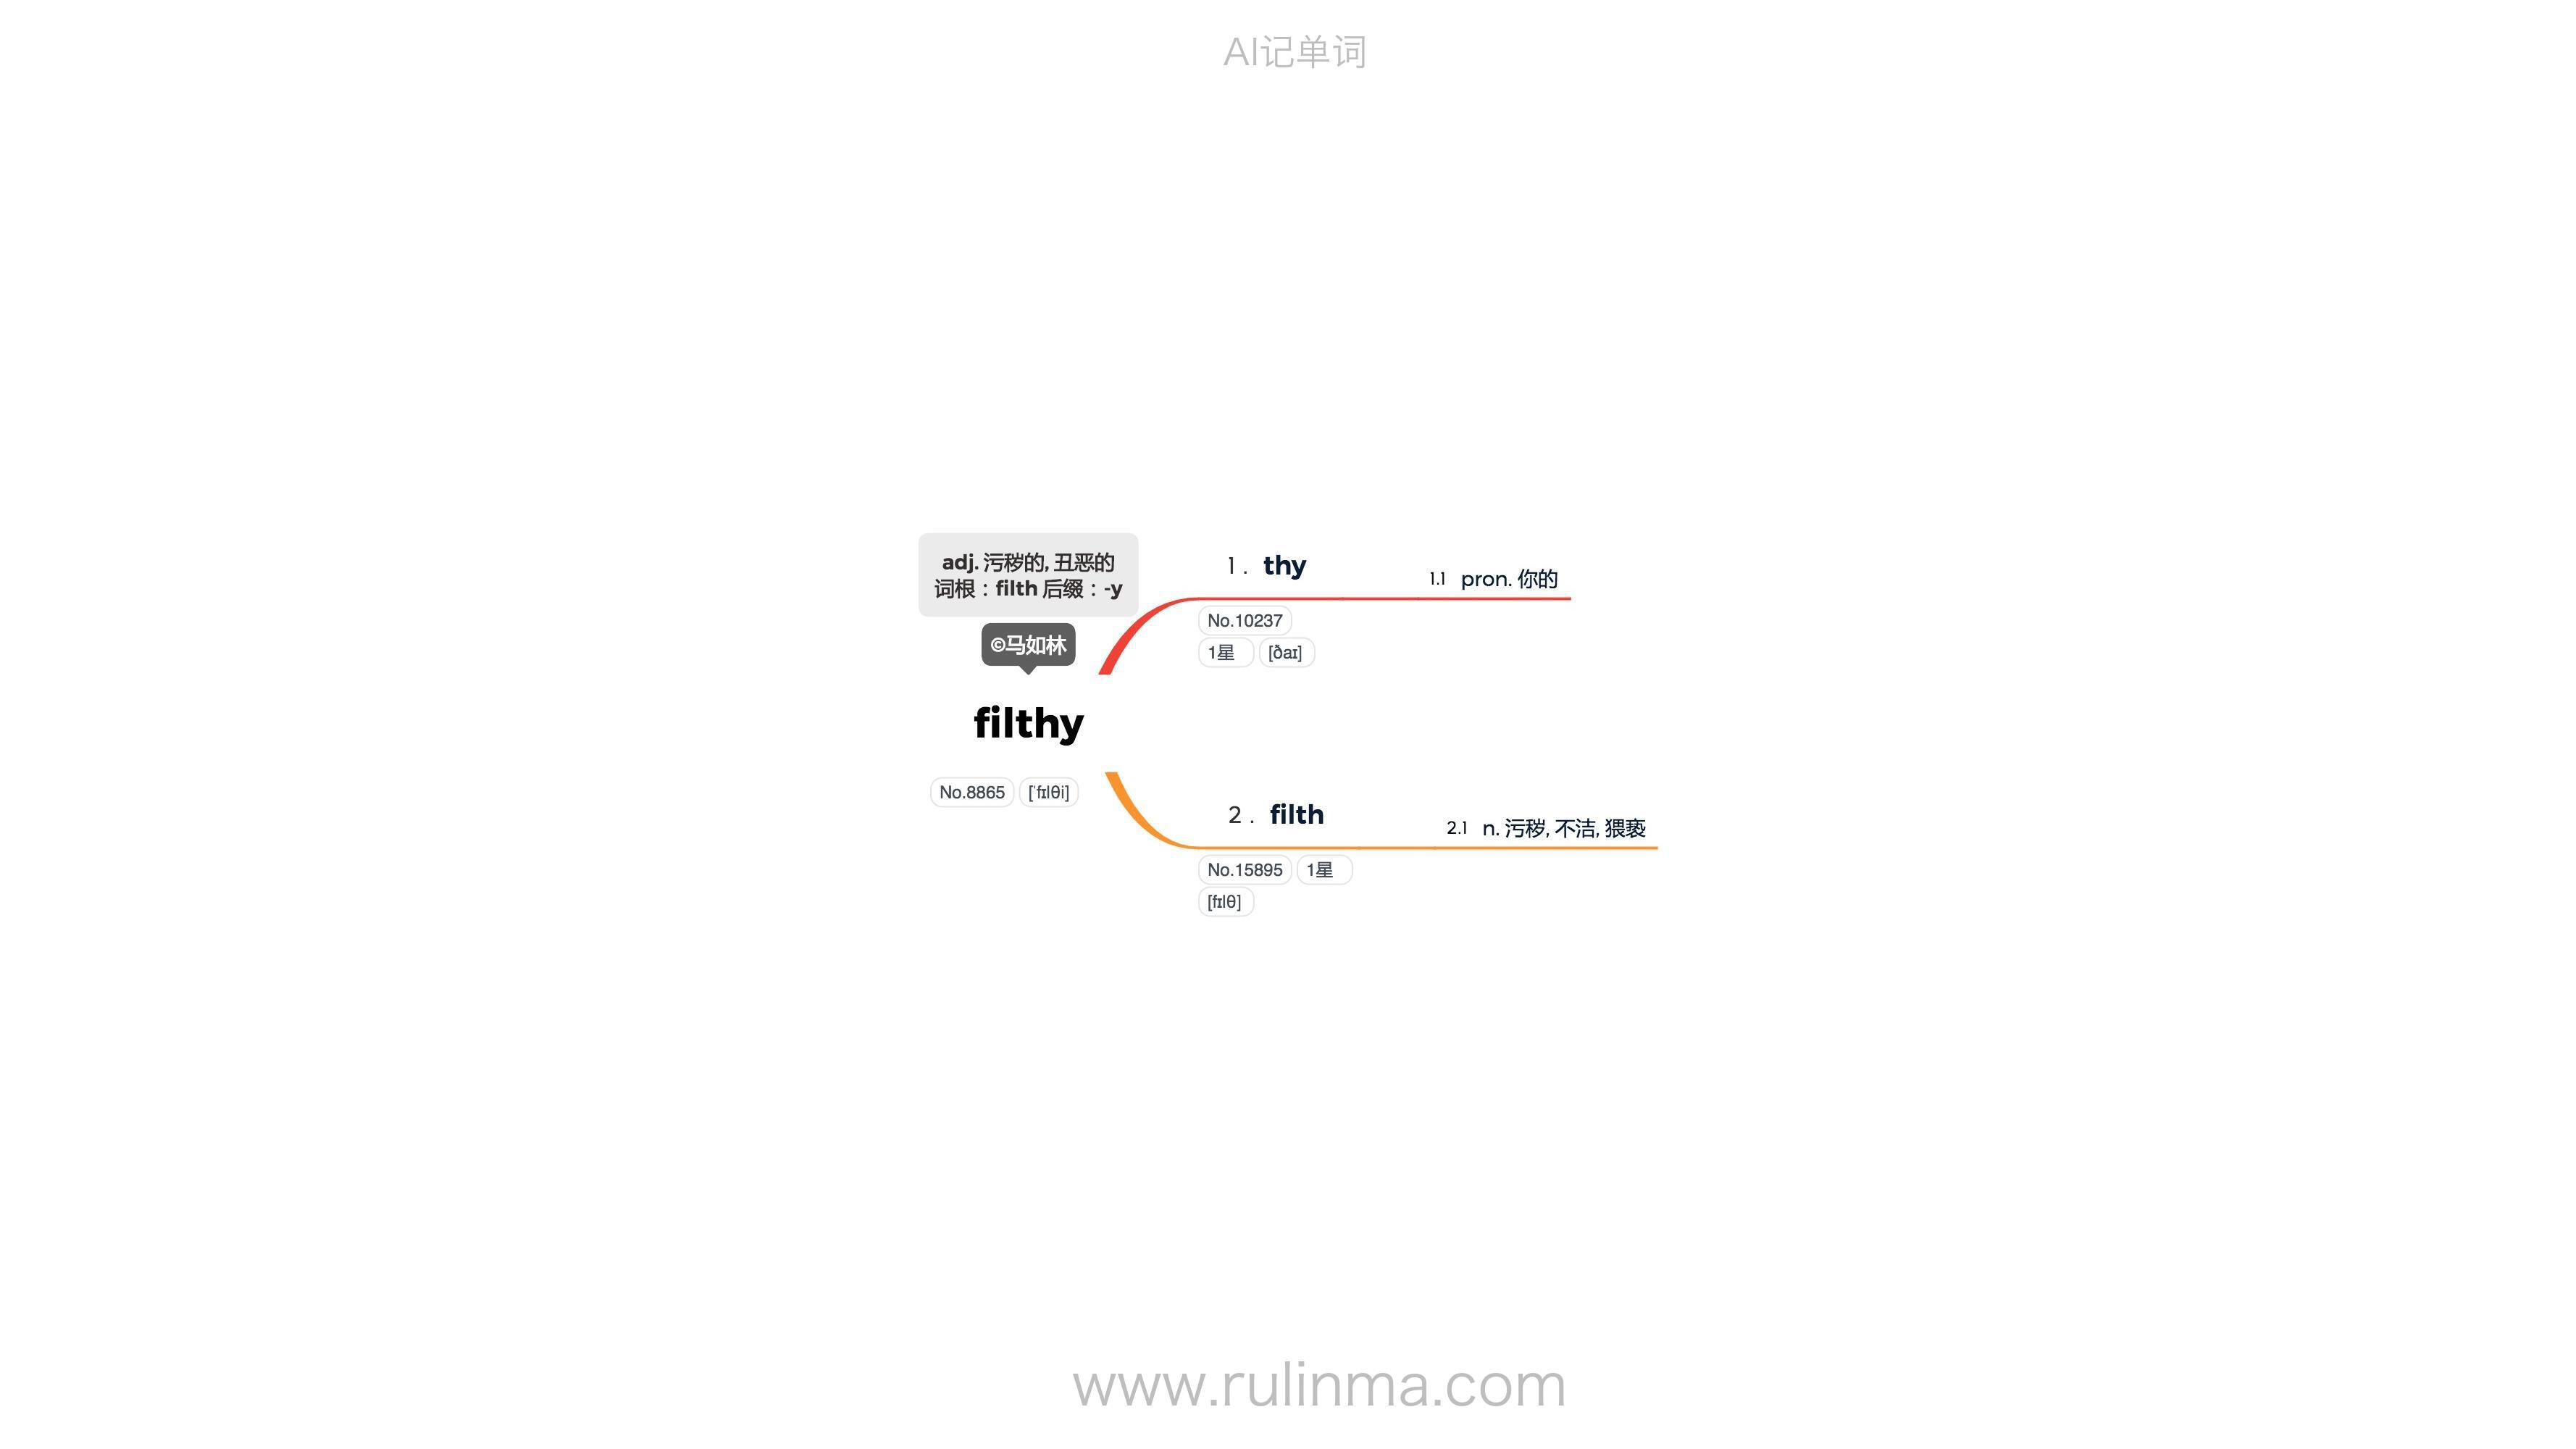 AI记单词
adj. 污秽的, 丑恶的
词根：filth 后缀：-y
©马如林
filthy
No.8865 [ˈfɪlθi]
1. thy
1.1 pron. 你的
No.10237
1星 [ðaɪ]
2. filth
2.1 n. 污秽, 不洁, 猥亵
No.15895 1星
[fɪlθ]
www.rulinma.com